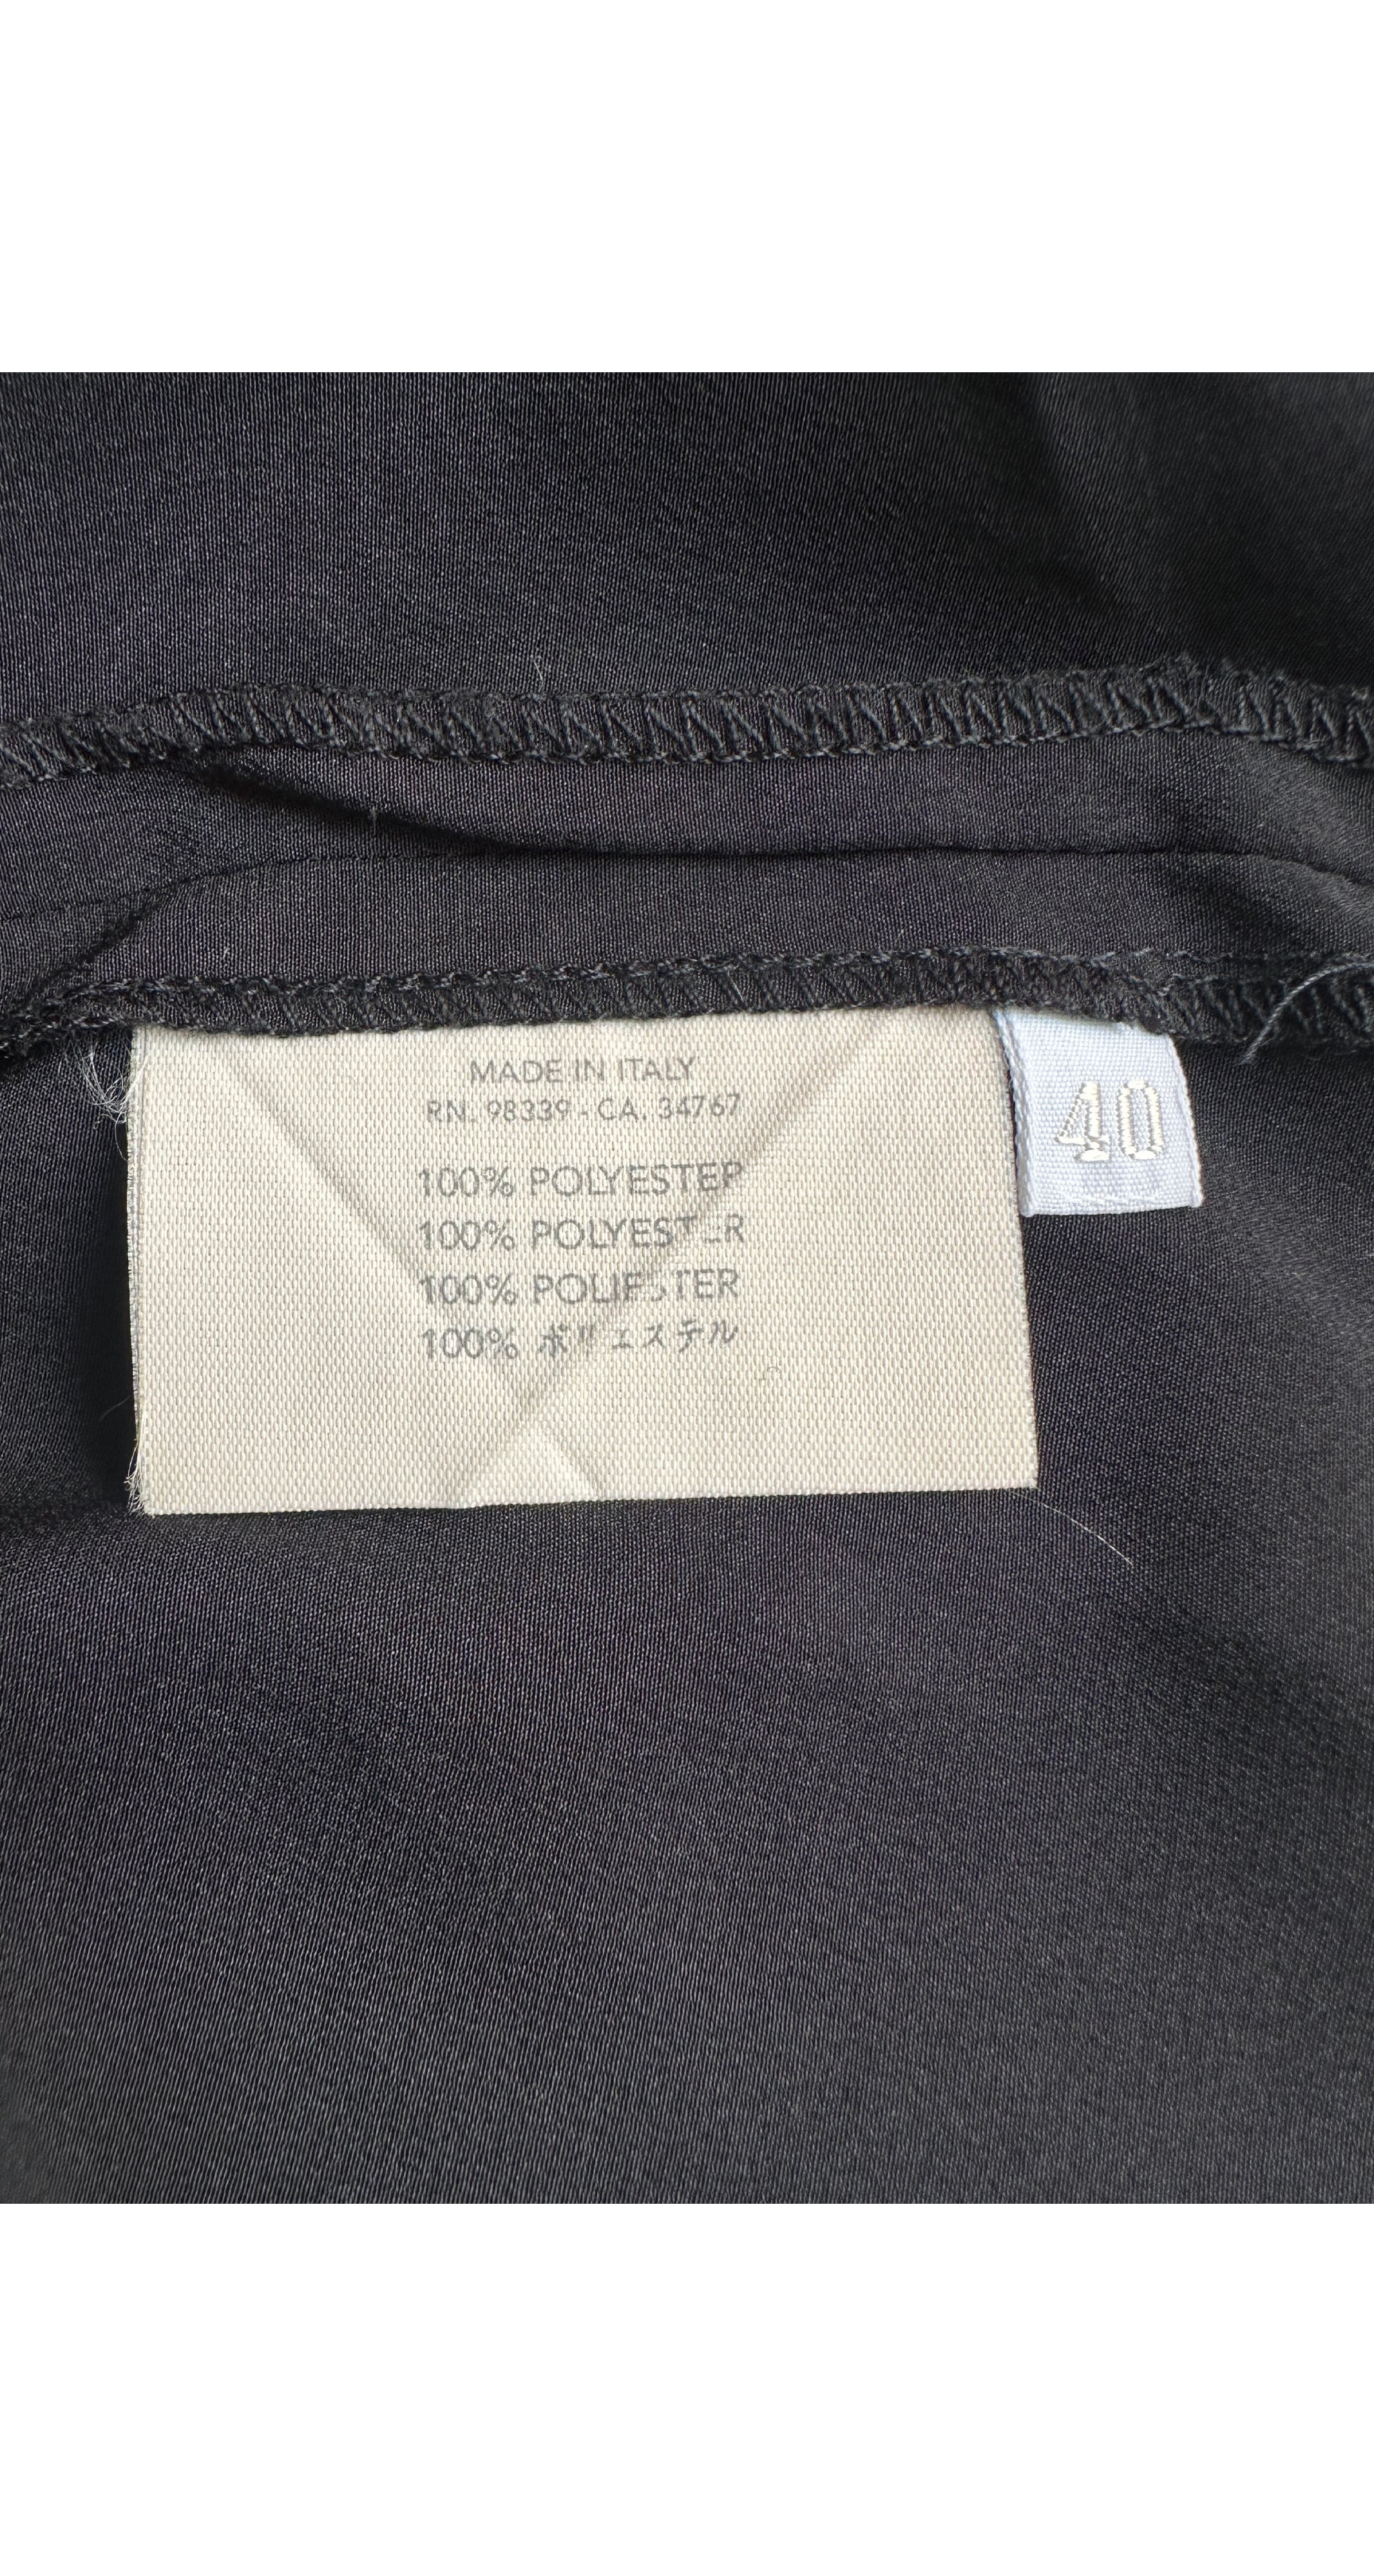 MADE IN ITALY
RN. 98339 - CA. 34767
40
100% POLYESTER
100% POLYESTER
100% POLIESTER
100% ポリエステル